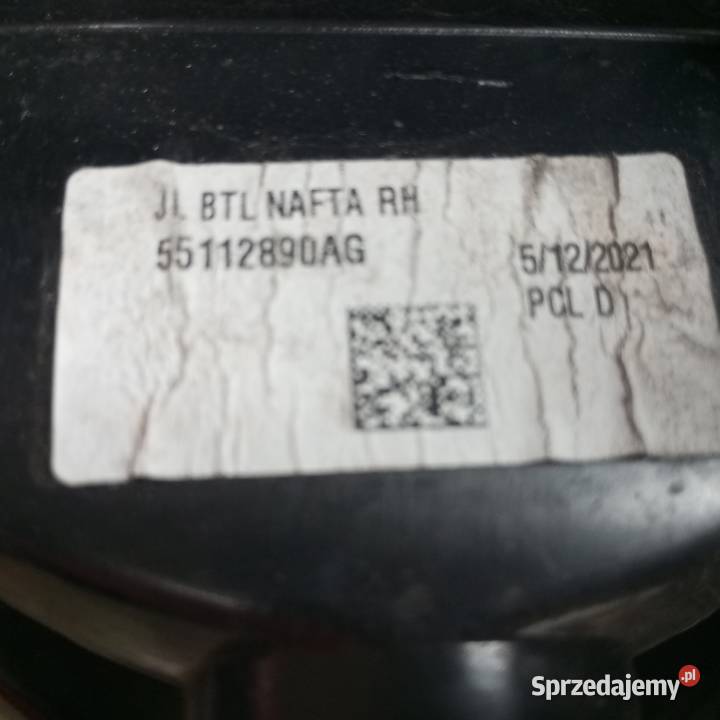 JL BTL NAFTA RH
55112890AG
5/12/2021
PCL D
Sprzedajemy.pl